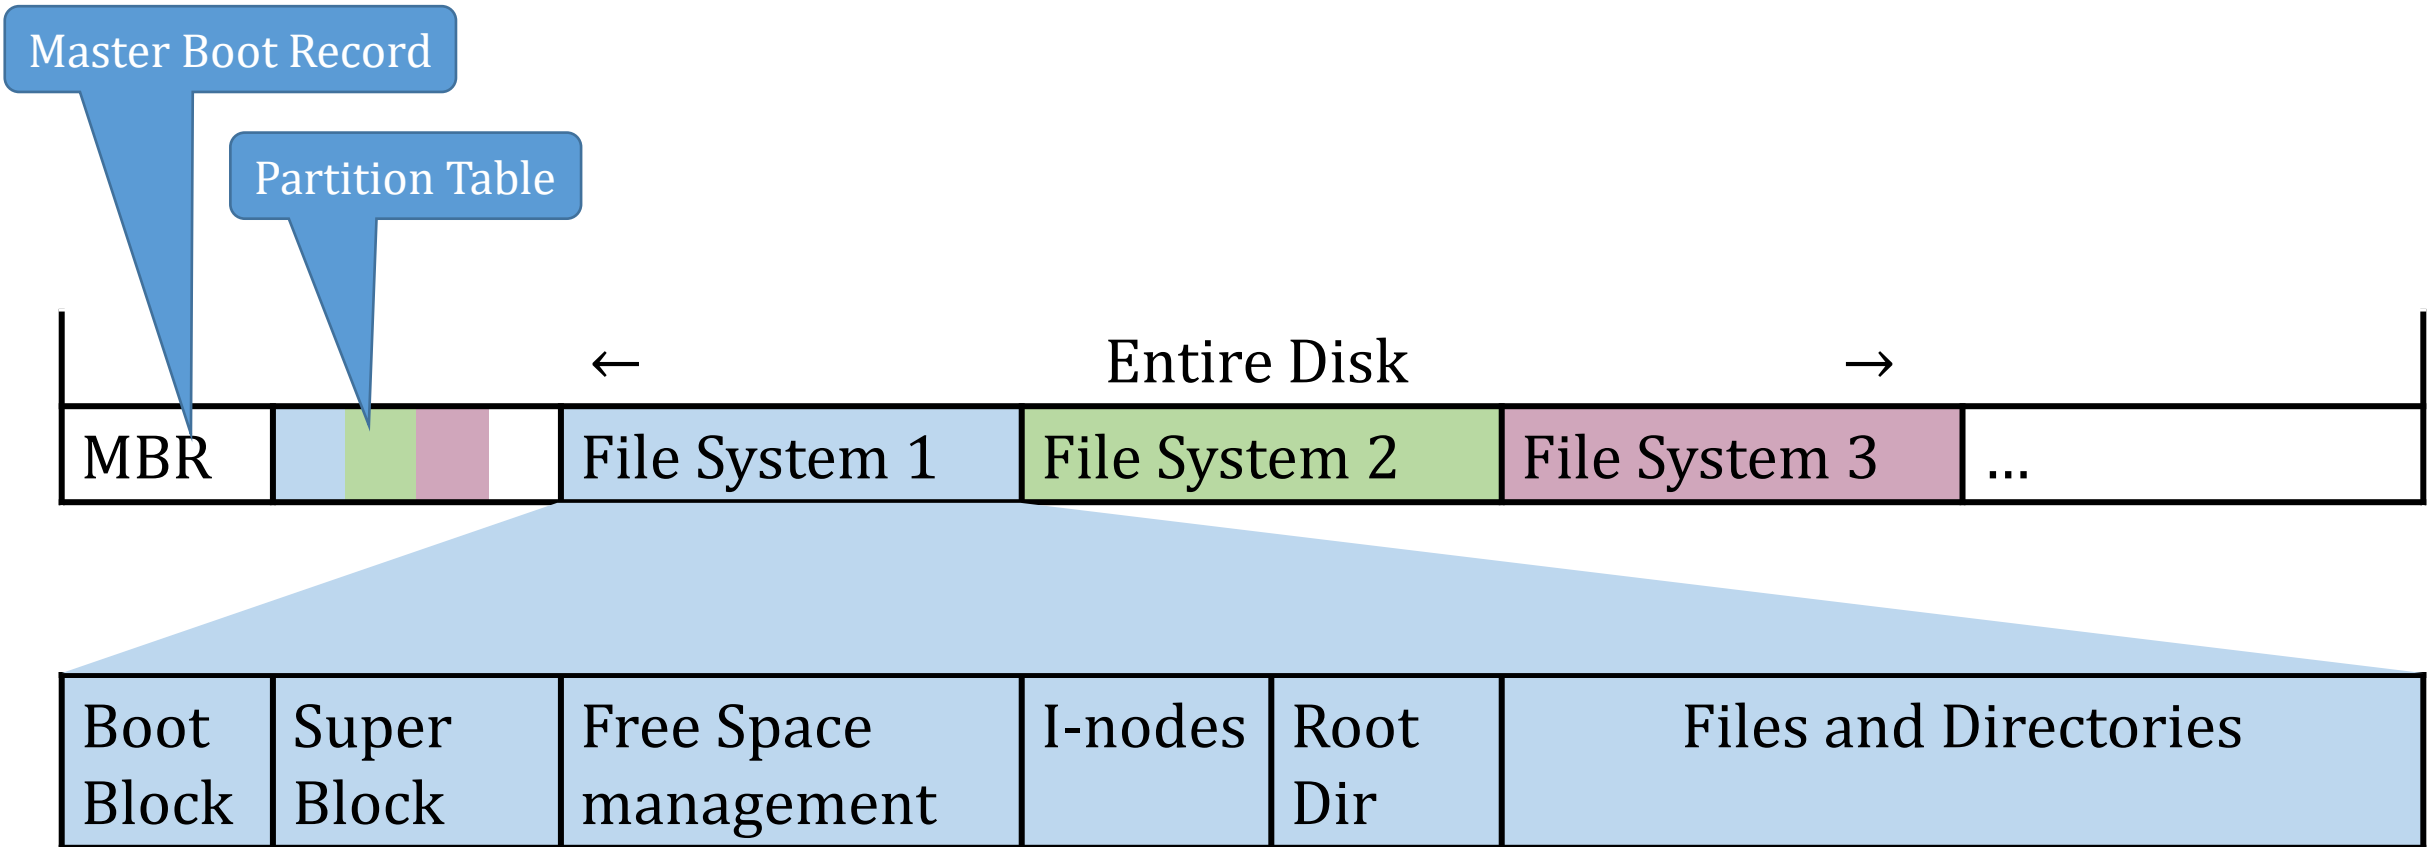 Master Boot Record
Partition Table
← Entire Disk →
MBR File System 1 File System 2 File System 3 ...
Boot Block
Super Block
Free Space management
I-nodes
Root Dir
Files and Directories